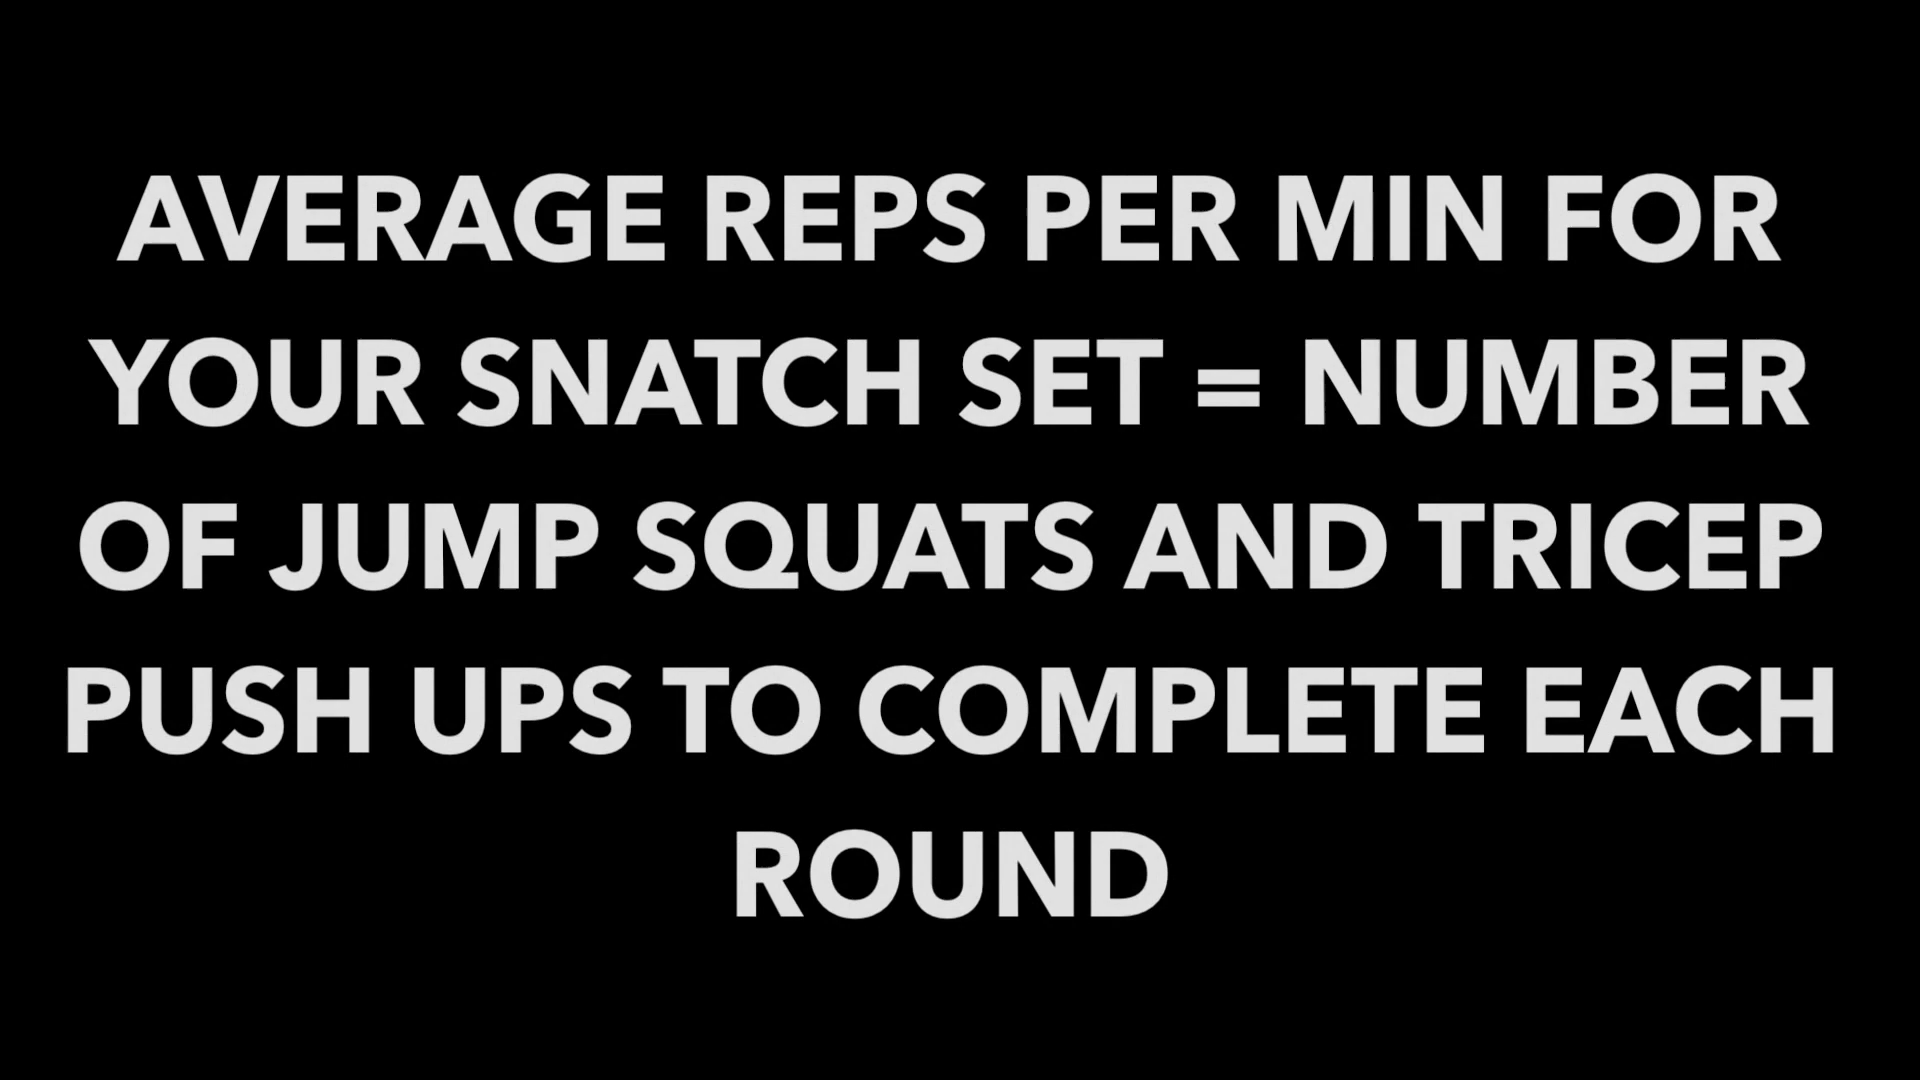 AVERAGE REPS PER MIN FOR
YOUR SNATCH SET = NUMBER
OF JUMP SQUATS AND TRICEP
PUSH UPS TO COMPLETE EACH
ROUND